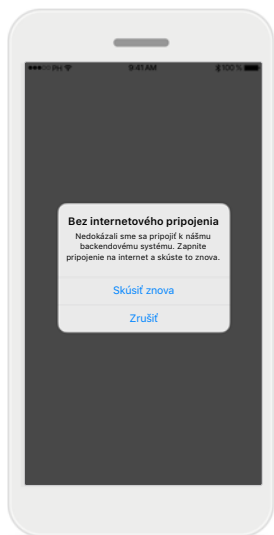 PH 9:41 AM 100 %
Bez internetového pripojenia
Nedokázali sme sa pripojiť k nášmu
backendovému systému. Zapnite
pripojenie na internet a skúste to znova.
Skúsiť znova
Zrušiť